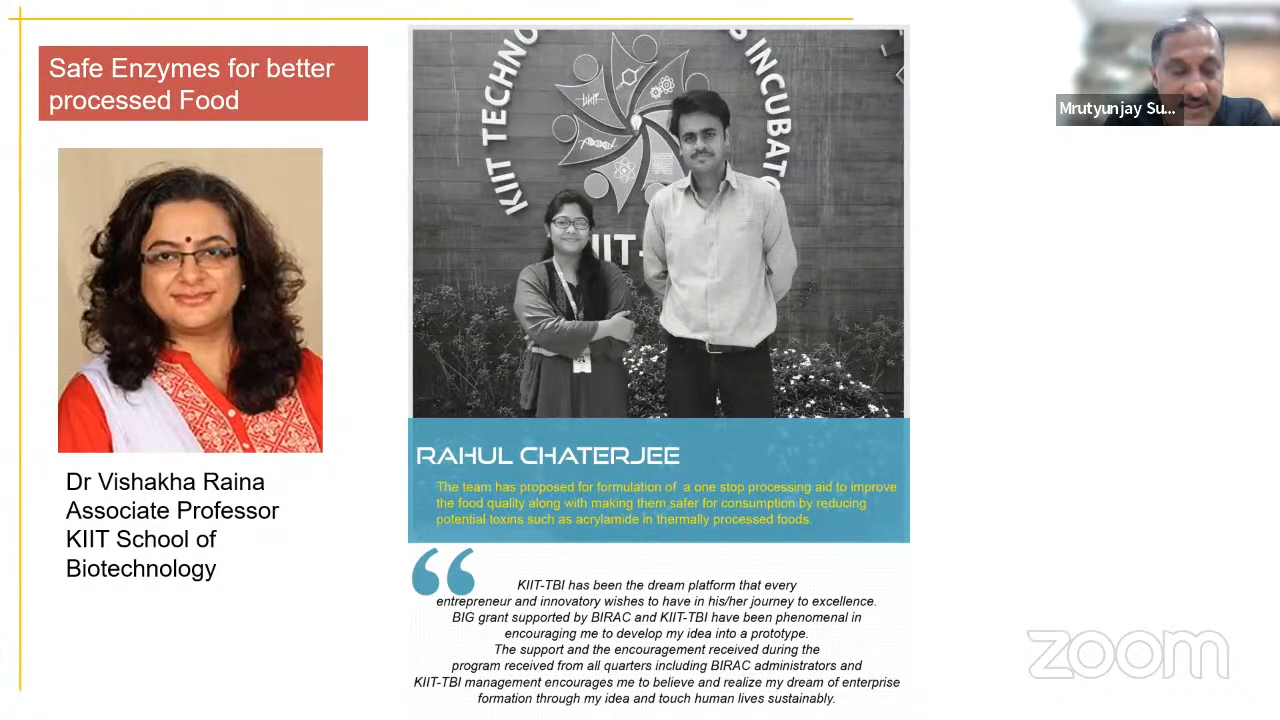 Safe Enzymes for better
processed Food
Dr Vishakha Raina
Associate Professor
KIIT School of
Biotechnology
KIIT TECHNO
S INCUBATO
IIT-
RAHUL CHATERJEE
The team has proposed for formulation of a one stop processing aid to improve
the food quality along with making them safer for consumption by reducing
potential toxins such as acrylamide in thermally processed foods.
“
KIIT-TBI has been the dream platform that every
entrepreneur and innovatory wishes to have in his/her journey to excellence.
BIG grant supported by BIRAC and KIIT-TBI have been phenomenal in
encouraging me to develop my idea into a prototype.
The support and the encouragement received during the
program received from all quarters including BIRAC administrators and
KIIT-TBI management encourages me to believe and realize my dream of enterprise
formation through my idea and touch human lives sustainably.
Mrutyunjay Su...
zoom